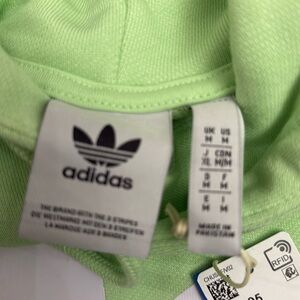 adidas
THE BRAND WITH THE 3 STRIPES
DIE WELTMARKE MIT DEN 3 STREIFEN
LA MARQUE AUX 3 BANDES
UK US
M M
J CDN
XL M/M
D F
M M
E I
M M
MADE IN
PAKISTAN
RFID